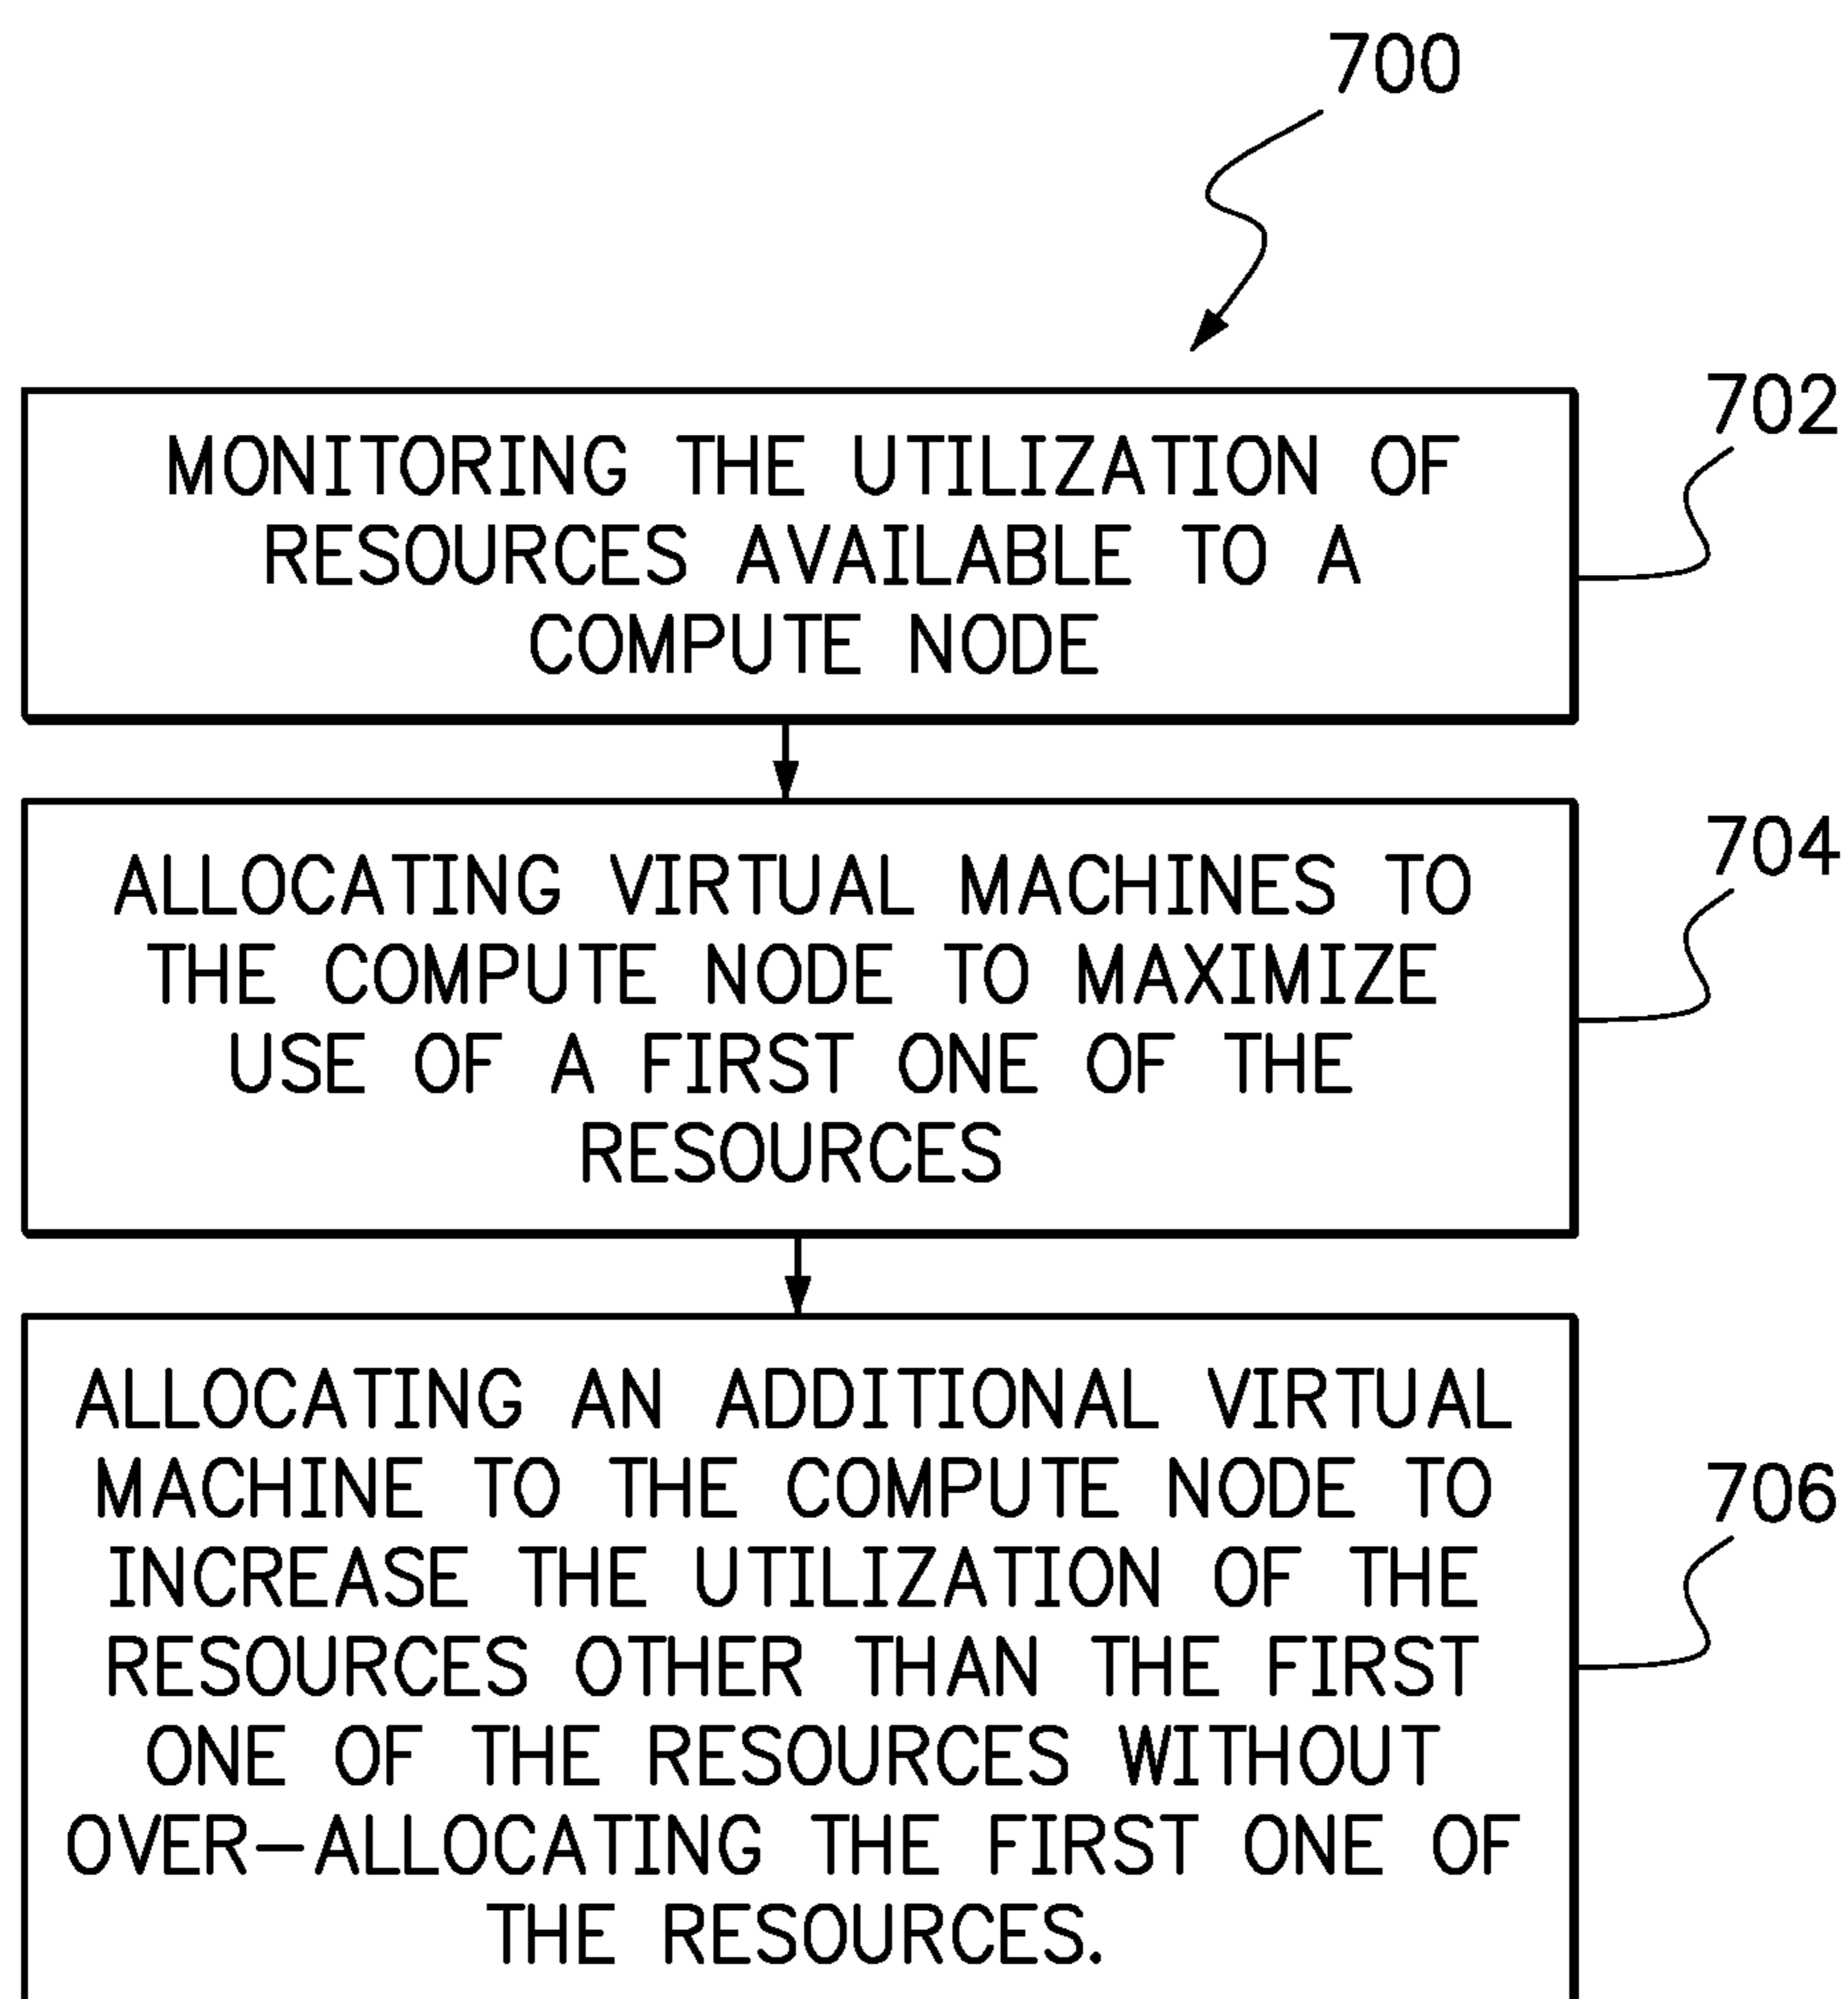 700
702
MONITORING THE UTILIZATION OF
RESOURCES AVAILABLE TO A
COMPUTE NODE
704
ALLOCATING VIRTUAL MACHINES TO
THE COMPUTE NODE TO MAXIMIZE
USE OF A FIRST ONE OF THE
RESOURCES
706
ALLOCATING AN ADDITIONAL VIRTUAL
MACHINE TO THE COMPUTE NODE TO
INCREASE THE UTILIZATION OF THE
RESOURCES OTHER THAN THE FIRST
ONE OF THE RESOURCES WITHOUT
OVER-ALLOCATING THE FIRST ONE OF
THE RESOURCES.